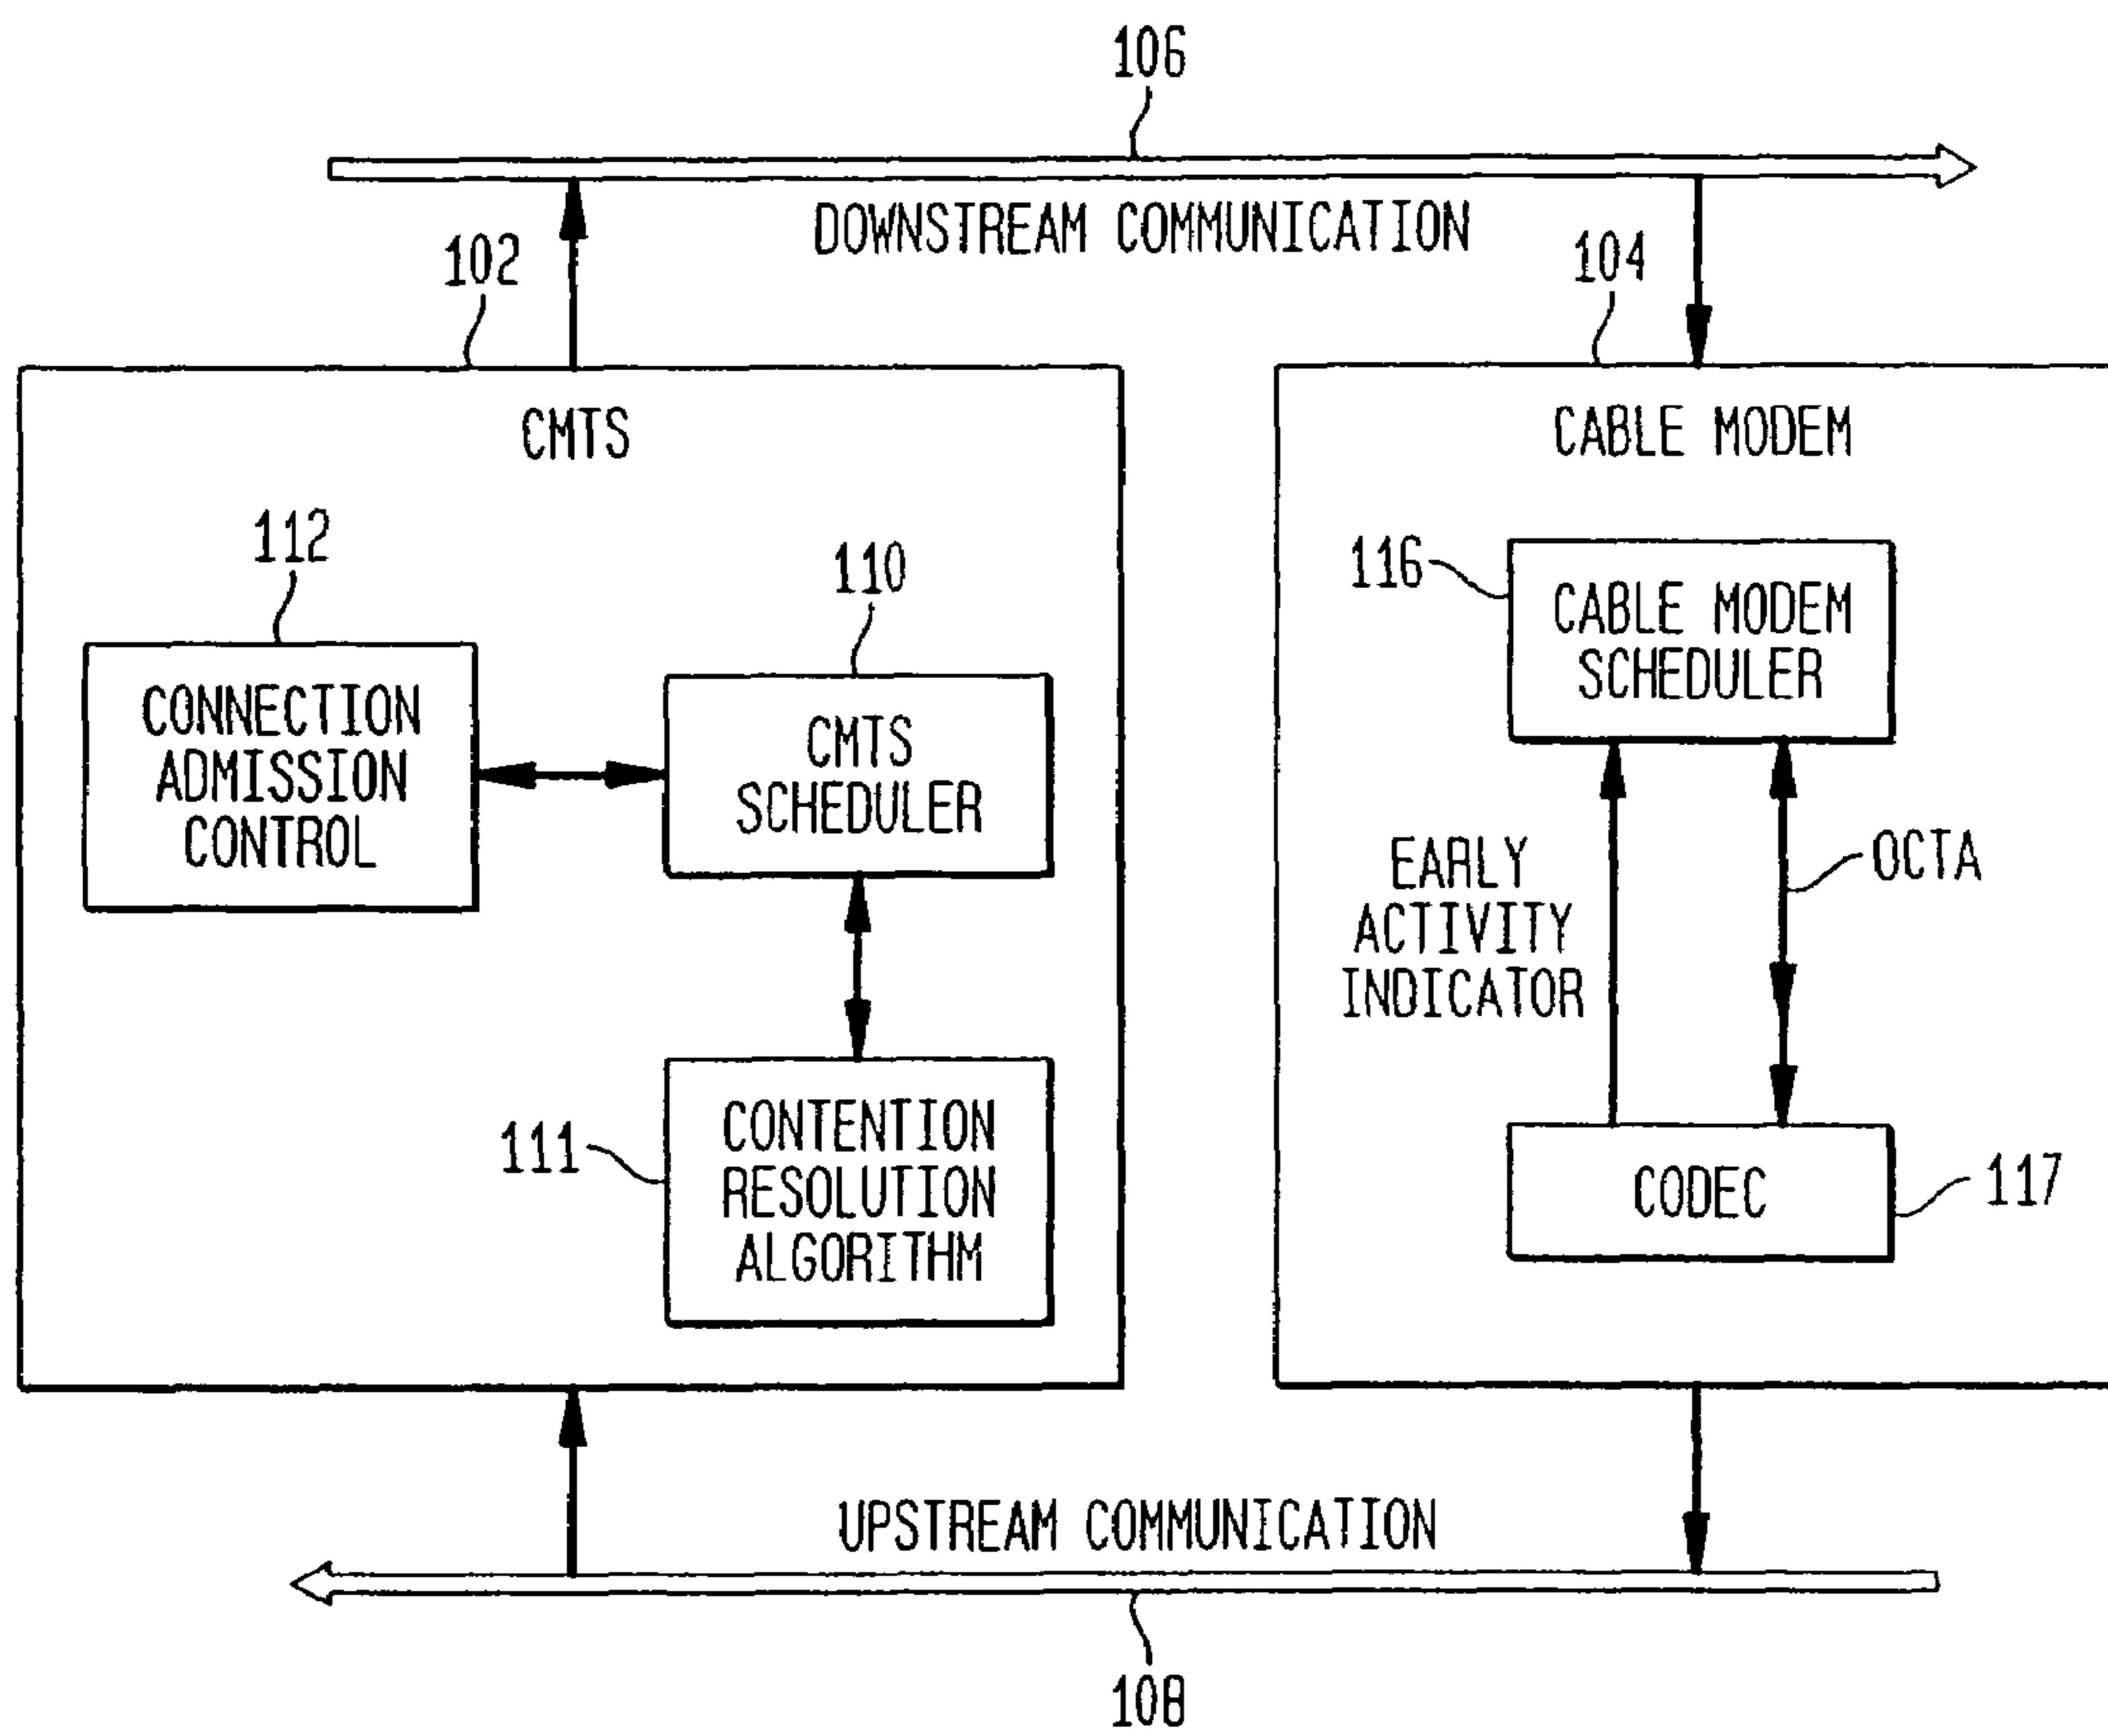 106
DOWNSTREAM COMMUNICATION
102
104
CMTS
CABLE MODEM
112
110
116
CABLE MODEM
SCHEDULER
CONNECTION
ADMISSION
CONTROL
CMTS
SCHEDULER
EARLY
ACTIVITY
INDICATOR
OCTA
111
CONTENTION
RESOLUTION
ALGORITHM
CODEC
117
UPSTREAM COMMUNICATION
108